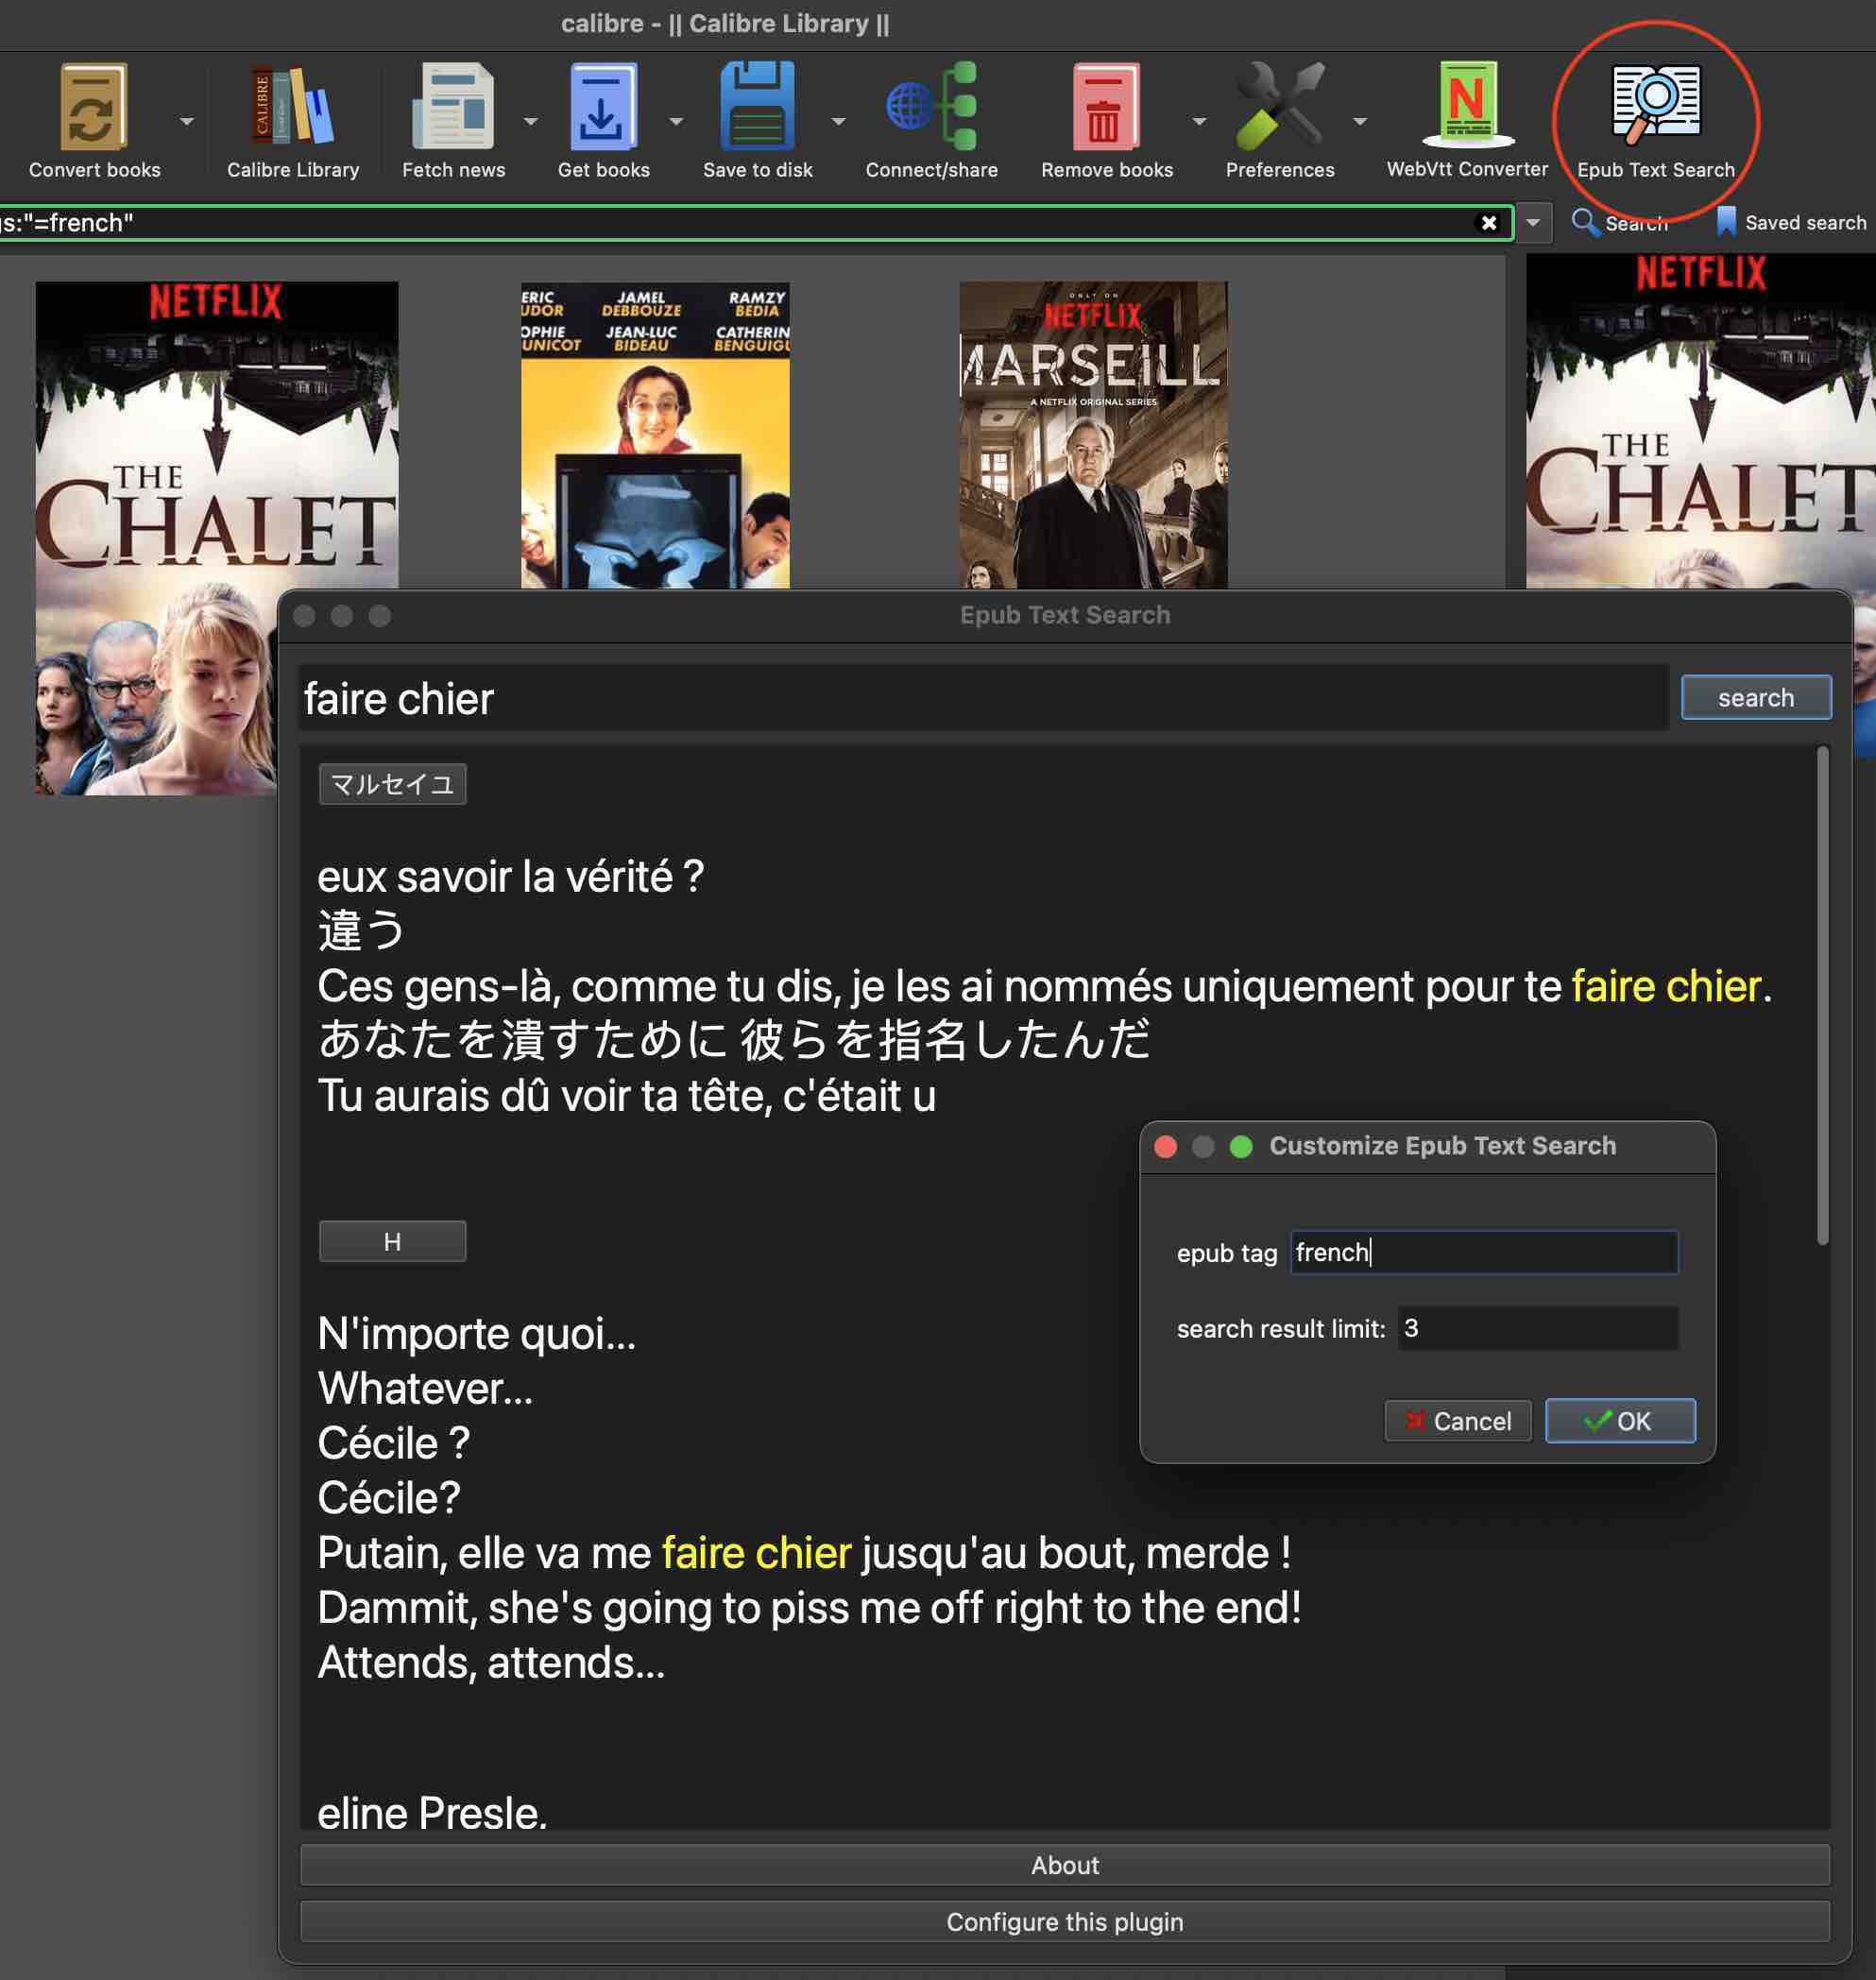 calibre - || Calibre Library ||
CALIBRE
N
Convert books
Calibre Library
Fetch news
Get books
Save to disk
Connect/share
Remove books
Preferences
WebVtt Converter
Epub Text Search
s:"=french"
Search
Saved search
NETFLIX
THE
CHALET
ERIC
UDOR
JAMEL
DEBBOUZE
RAMZY
BEDIA
OPHIE
UNICOT
JEAN-LUC
BIDEAU
CATHERIN
BENGUIGU
ONLY ON
NETFLIX
MARSEILL
A NETFLIX ORIGINAL SERIES
NETFLIX
THE
CHALET
Epub Text Search
faire chier
search
マルセイユ
eux savoir la vérité ?
違う
Ces gens-là, comme tu dis, je les ai nommés uniquement pour te faire chier.
あなたを潰すために 彼らを指名したんだ
Tu aurais dû voir ta tête, c'était u
H
N'importe quoi...
Whatever...
Cécile ?
Cécile?
Putain, elle va me faire chier jusqu'au bout, merde !
Dammit, she's going to piss me off right to the end!
Attends, attends...
eline Presle.
Customize Epub Text Search
epub tag
french
search result limit:
3
Cancel
OK
About
Configure this plugin